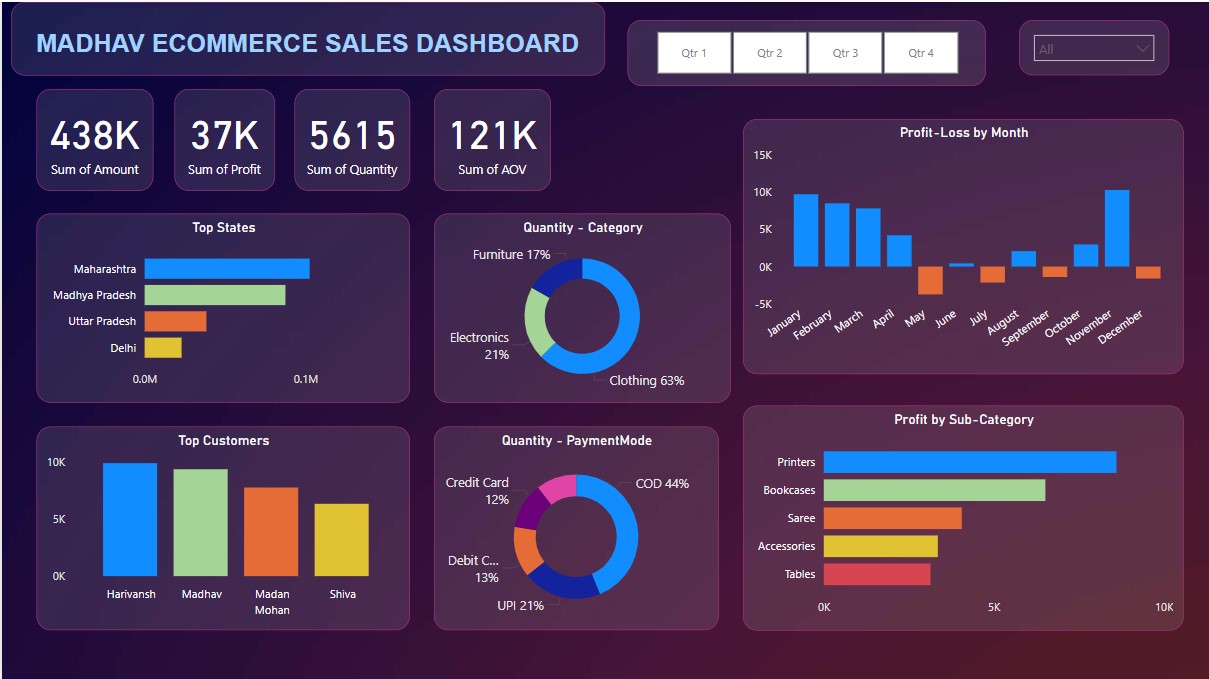 MADHAV ECOMMERCE SALES DASHBOARD
Qtr 1
Qtr 2
Qtr 3
Qtr 4
All
438K
Sum of Amount
37K
Sum of Profit
5615
Sum of Quantity
121K
Sum of AOV
Profit-Loss by Month
15K
10K
5K
0K
-5K
January
February
March
April
May
June
July
August
September
October
November
December
Top States
Maharashtra
Madhya Pradesh
Uttar Pradesh
Delhi
0.0M
0.1M
Quantity - Category
Furniture 17%
Electronics
21%
Clothing 63%
Top Customers
10K
5K
0K
Harivansh
Madhav
Madan
Mohan
Shiva
Quantity - PaymentMode
Credit Card
12%
COD 44%
Debit C...
13%
UPI 21%
Profit by Sub-Category
Printers
Bookcases
Saree
Accessories
Tables
0K
5K
10K